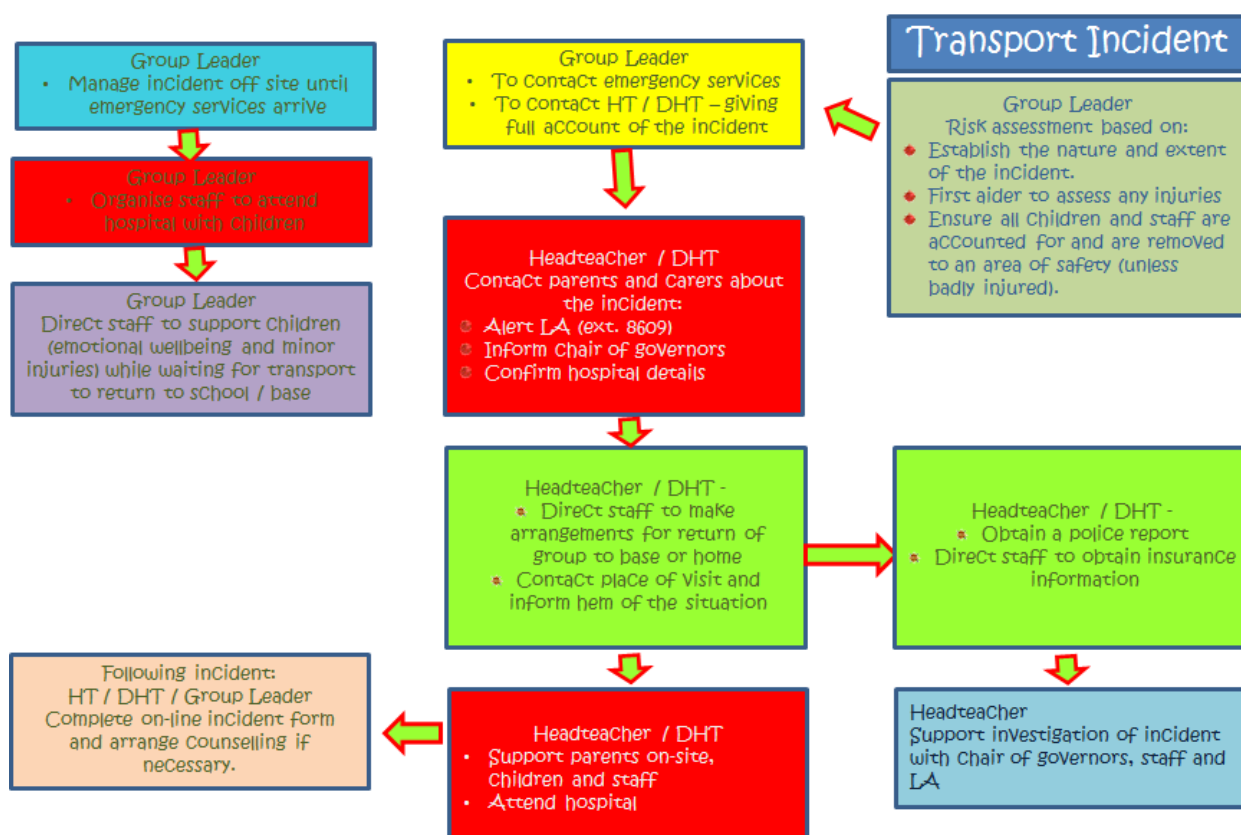 Transport Incident
Group Leader
Risk assessment based on:
Establish the nature and extent
of the incident.
First aider to assess any injuries
Ensure all children and staff are
accounted for and are removed
to an area of safety (unless
badly injured).
Group Leader
• To contact emergency services
• To contact HT / DHT – giving
full account of the incident
Headteacher / DHT
Contact parents and carers about
the incident:
Alert LA (ext. 8609)
Inform chair of governors
Confirm hospital details
Headteacher / DHT -
Direct staff to make
arrangements for return of
group to base or home
Contact place of visit and
inform hem of the situation
Headteacher / DHT -
Obtain a police report
Direct staff to obtain insurance
information
Headteacher
Support investigation of incident
with chair of governors, staff and
LA
Headteacher / DHT
• Support parents on-site,
children and staff
• Attend hospital
Following incident:
HT / DHT / Group Leader
Complete on-line incident form
and arrange counselling if
necessary.
Group Leader
• Manage incident off site until
emergency services arrive
Group Leader
• Organise staff to attend
hospital with children
Group Leader
Direct staff to support children
(emotional wellbeing and minor
injuries) while waiting for transport
to return to school / base